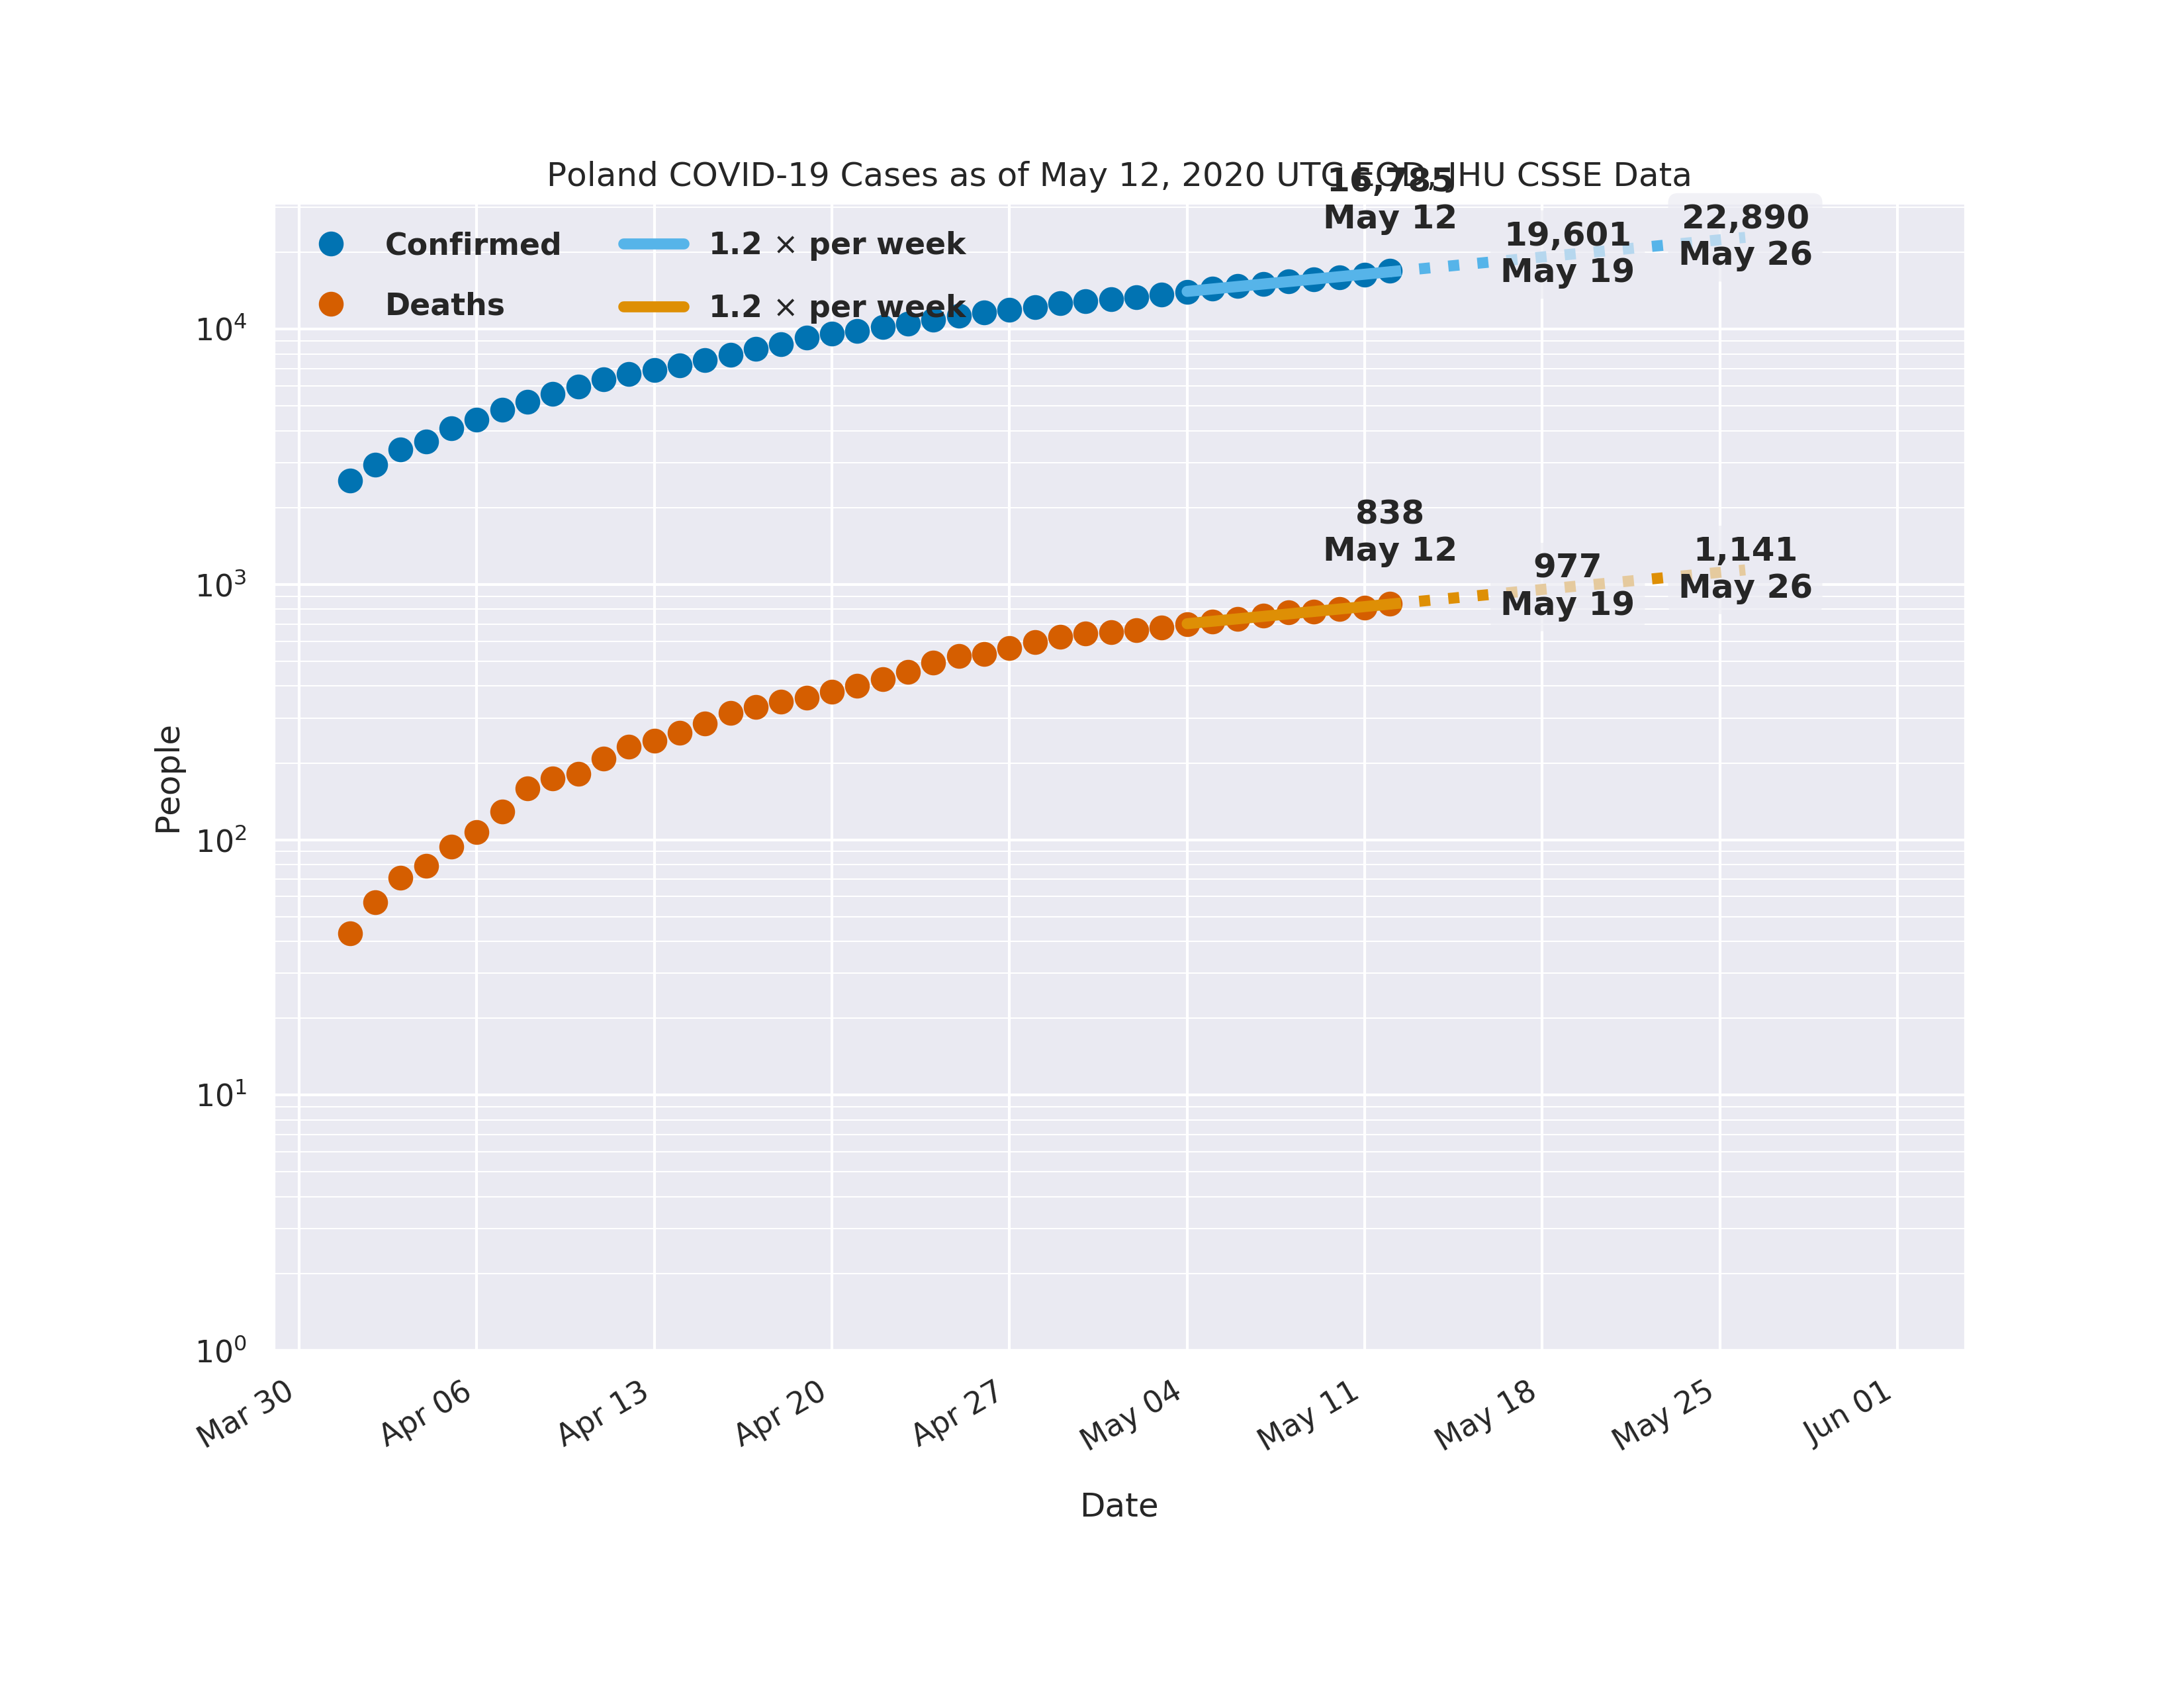 Poland COVID-19 Cases as of May 12, 2020 UTC EOD, JHU CSSE Data
16,785
May 12
19,601
May 19
22,890
May 26
Confirmed
Deaths
1.2 × per week
1.2 × per week
838
May 12
977
May 19
1,141
May 26
People
10⁴
10³
10²
10¹
10⁰
Mar 30
Apr 06
Apr 13
Apr 20
Apr 27
May 04
May 11
May 18
May 25
Jun 01
Date